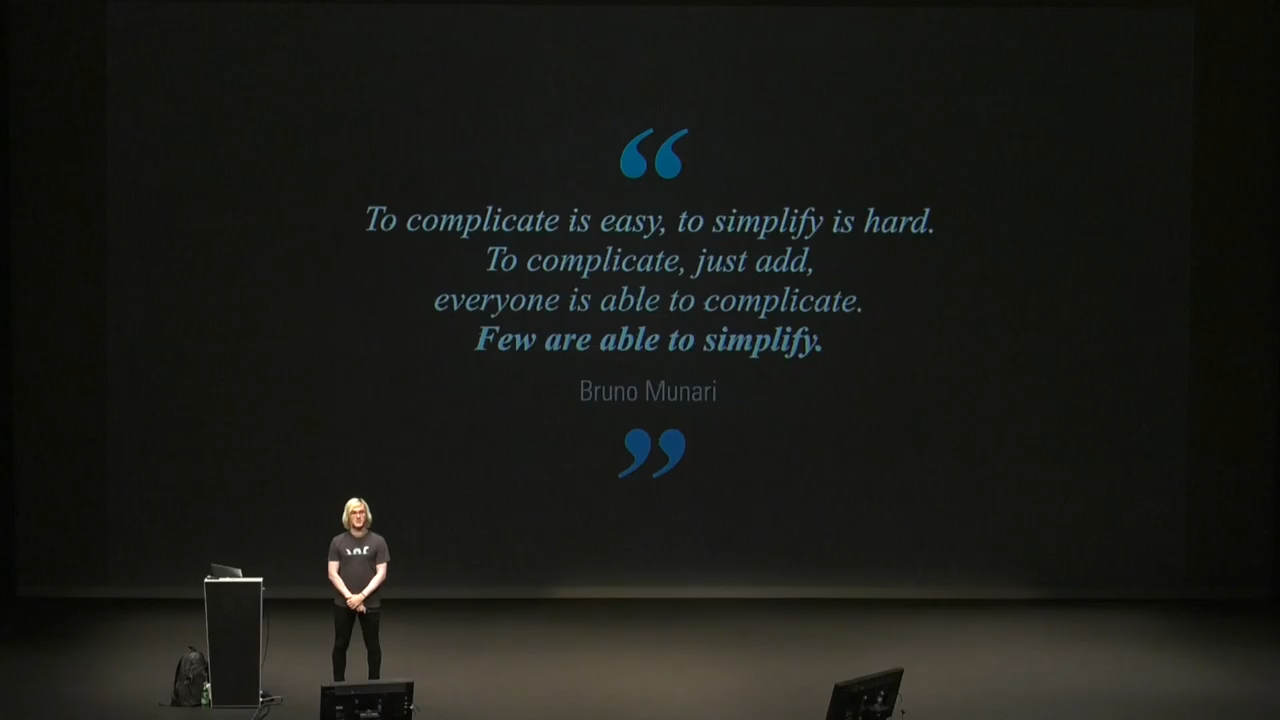 “
To complicate is easy, to simplify is hard.
To complicate, just add,
everyone is able to complicate.
Few are able to simplify.
Bruno Munari
”